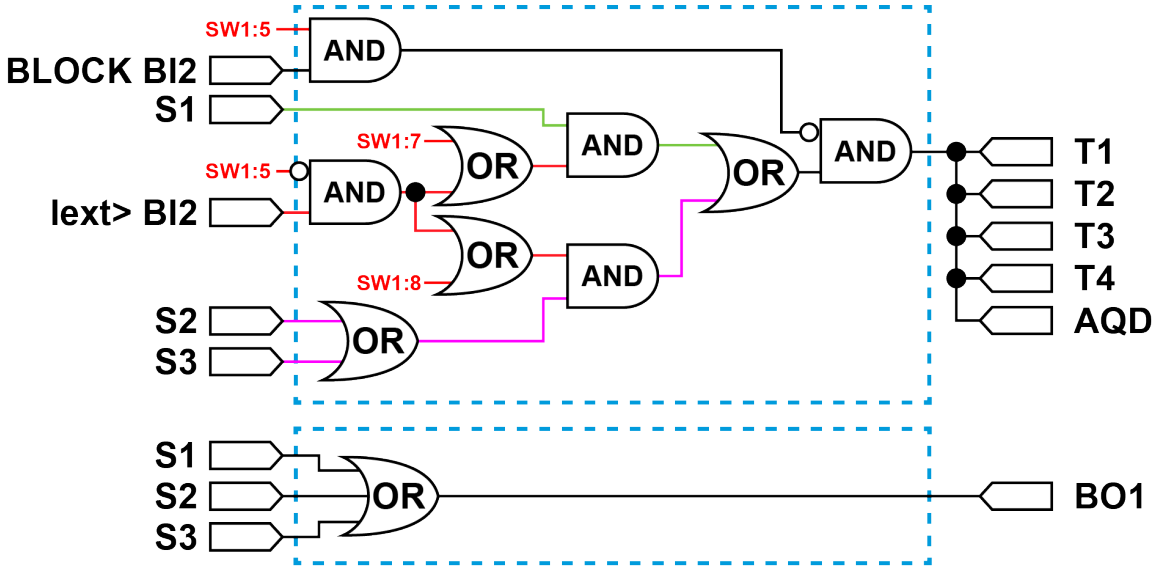 SW1:5
AND
BLOCK BI2
S1
SW1:7
OR
AND
OR
AND
T1
SW1:5
AND
T2
Iext> BI2
T3
OR
AND
T4
SW1:8
S2
OR
AQD
S3
S1
S2
OR
BO1
S3